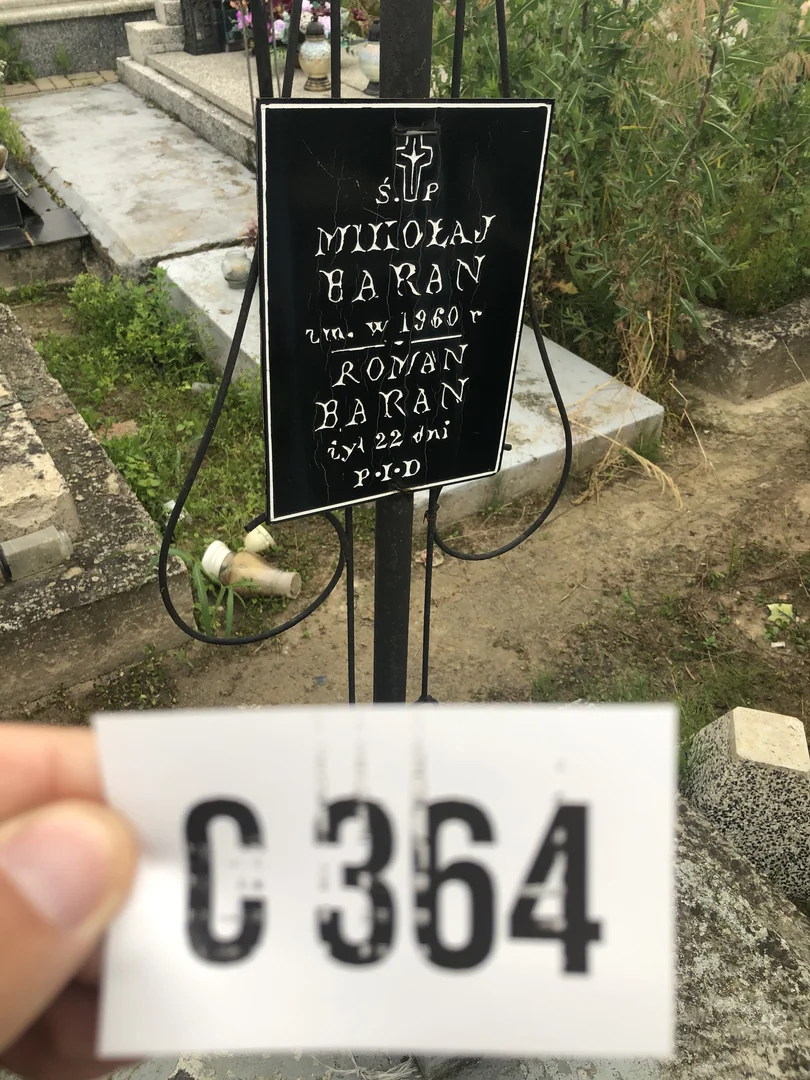 Ś.P
MIKOŁAJ
BARAN
zm. w 1960 r
ROMAN
BARAN
żył 22 dni
P•I•D
C 364